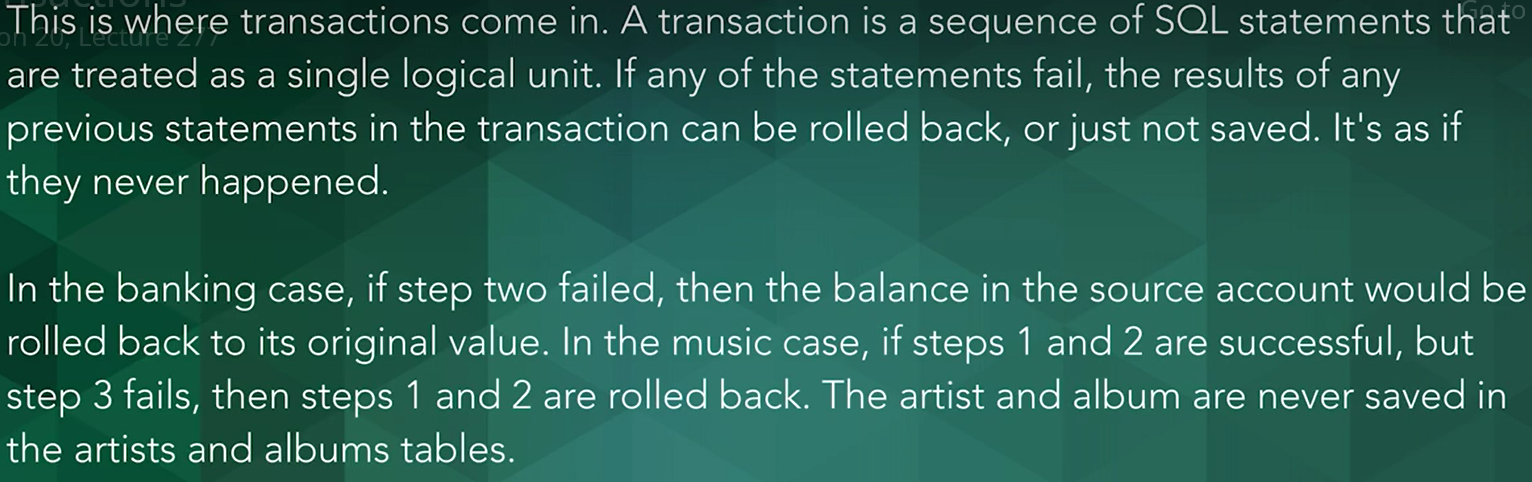 This is where transactions come in. A transaction is a sequence of SQL statements that
on 20, Lecture 277
Go to
are treated as a single logical unit. If any of the statements fail, the results of any
previous statements in the transaction can be rolled back, or just not saved. It's as if
they never happened.
In the banking case, if step two failed, then the balance in the source account would be
rolled back to its original value. In the music case, if steps 1 and 2 are successful, but
step 3 fails, then steps 1 and 2 are rolled back. The artist and album are never saved in
the artists and albums tables.